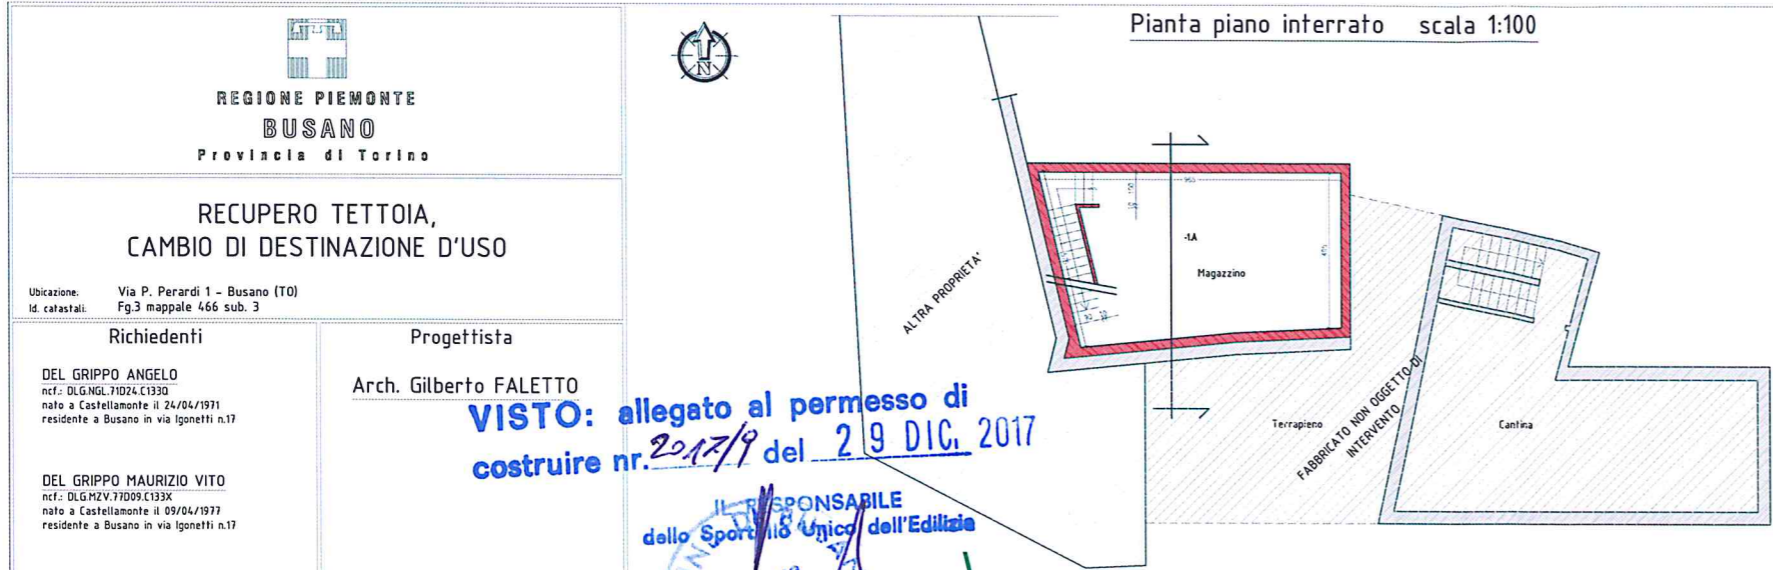 REGIONE PIEMONTE
BUSANO
Provincia di Torino
RECUPERO TETTOIA,
CAMBIO DI DESTINAZIONE D'USO
Ubicazione: Via P. Perardi 1 - Busano (TO)
Id. catastali: Fg.3 mappale 466 sub. 3
Richiedenti
DEL GRIPPO ANGELO
ncf.: DLG.NGL.71D24.C133Q
nato a Castellamonte il 24/04/1971
residente a Busano in via Igonetti n.17
DEL GRIPPO MAURIZIO VITO
ncf.: DLG.MZV.77D09.C133X
nato a Castellamonte il 09/04/1977
residente a Busano in via Igonetti n.17
Progettista
Arch. Gilberto FALETTO
VISTO: allegato al permesso di
costruire nr. 2017/9 del 29 DIC. 2017
IL RESPONSABILE
dello Sportello Unico dell'Edilizia
N
Pianta piano interrato scala 1:100
ALTRA PROPRIETA'
-1.A
Magazzino
Terrapieno
FABBRICATO NON OGGETTO DI
INTERVENTO
Cantina